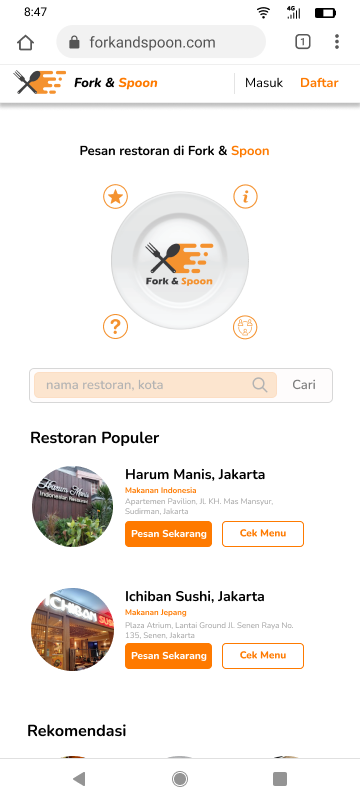 8:47
4G
forkandspoon.com
1
Fork & Spoon
Masuk
Daftar
Pesan restoran di Fork & Spoon
i
Fork & Spoon
?
nama restoran, kota
Cari
Restoran Populer
Harum Manis
Indonesian Restaurant
Harum Manis, Jakarta
Makanan Indonesia
Apartemen Pavilion, Jl. KH. Mas Mansyur,
Sudirman, Jakarta
Pesan Sekarang
Cek Menu
ICHIBAN SUSHI
Ichiban Sushi, Jakarta
Makanan Jepang
Plaza Atrium, Lantai Ground Jl. Senen Raya No.
135, Senen, Jakarta
Pesan Sekarang
Cek Menu
Rekomendasi